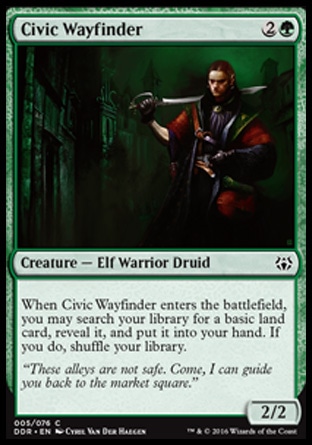 Civic Wayfinder 2
Creature — Elf Warrior Druid
When Civic Wayfinder enters the battlefield,
you may search your library for a basic land
card, reveal it, and put it into your hand. If
you do, shuffle your library.
"These alleys are not safe. Come, I can guide
you back to the market square."
2/2
005/076 C
DDR • EN Cyril Van Der Haegen
™ & © 2016 Wizards of the Coast